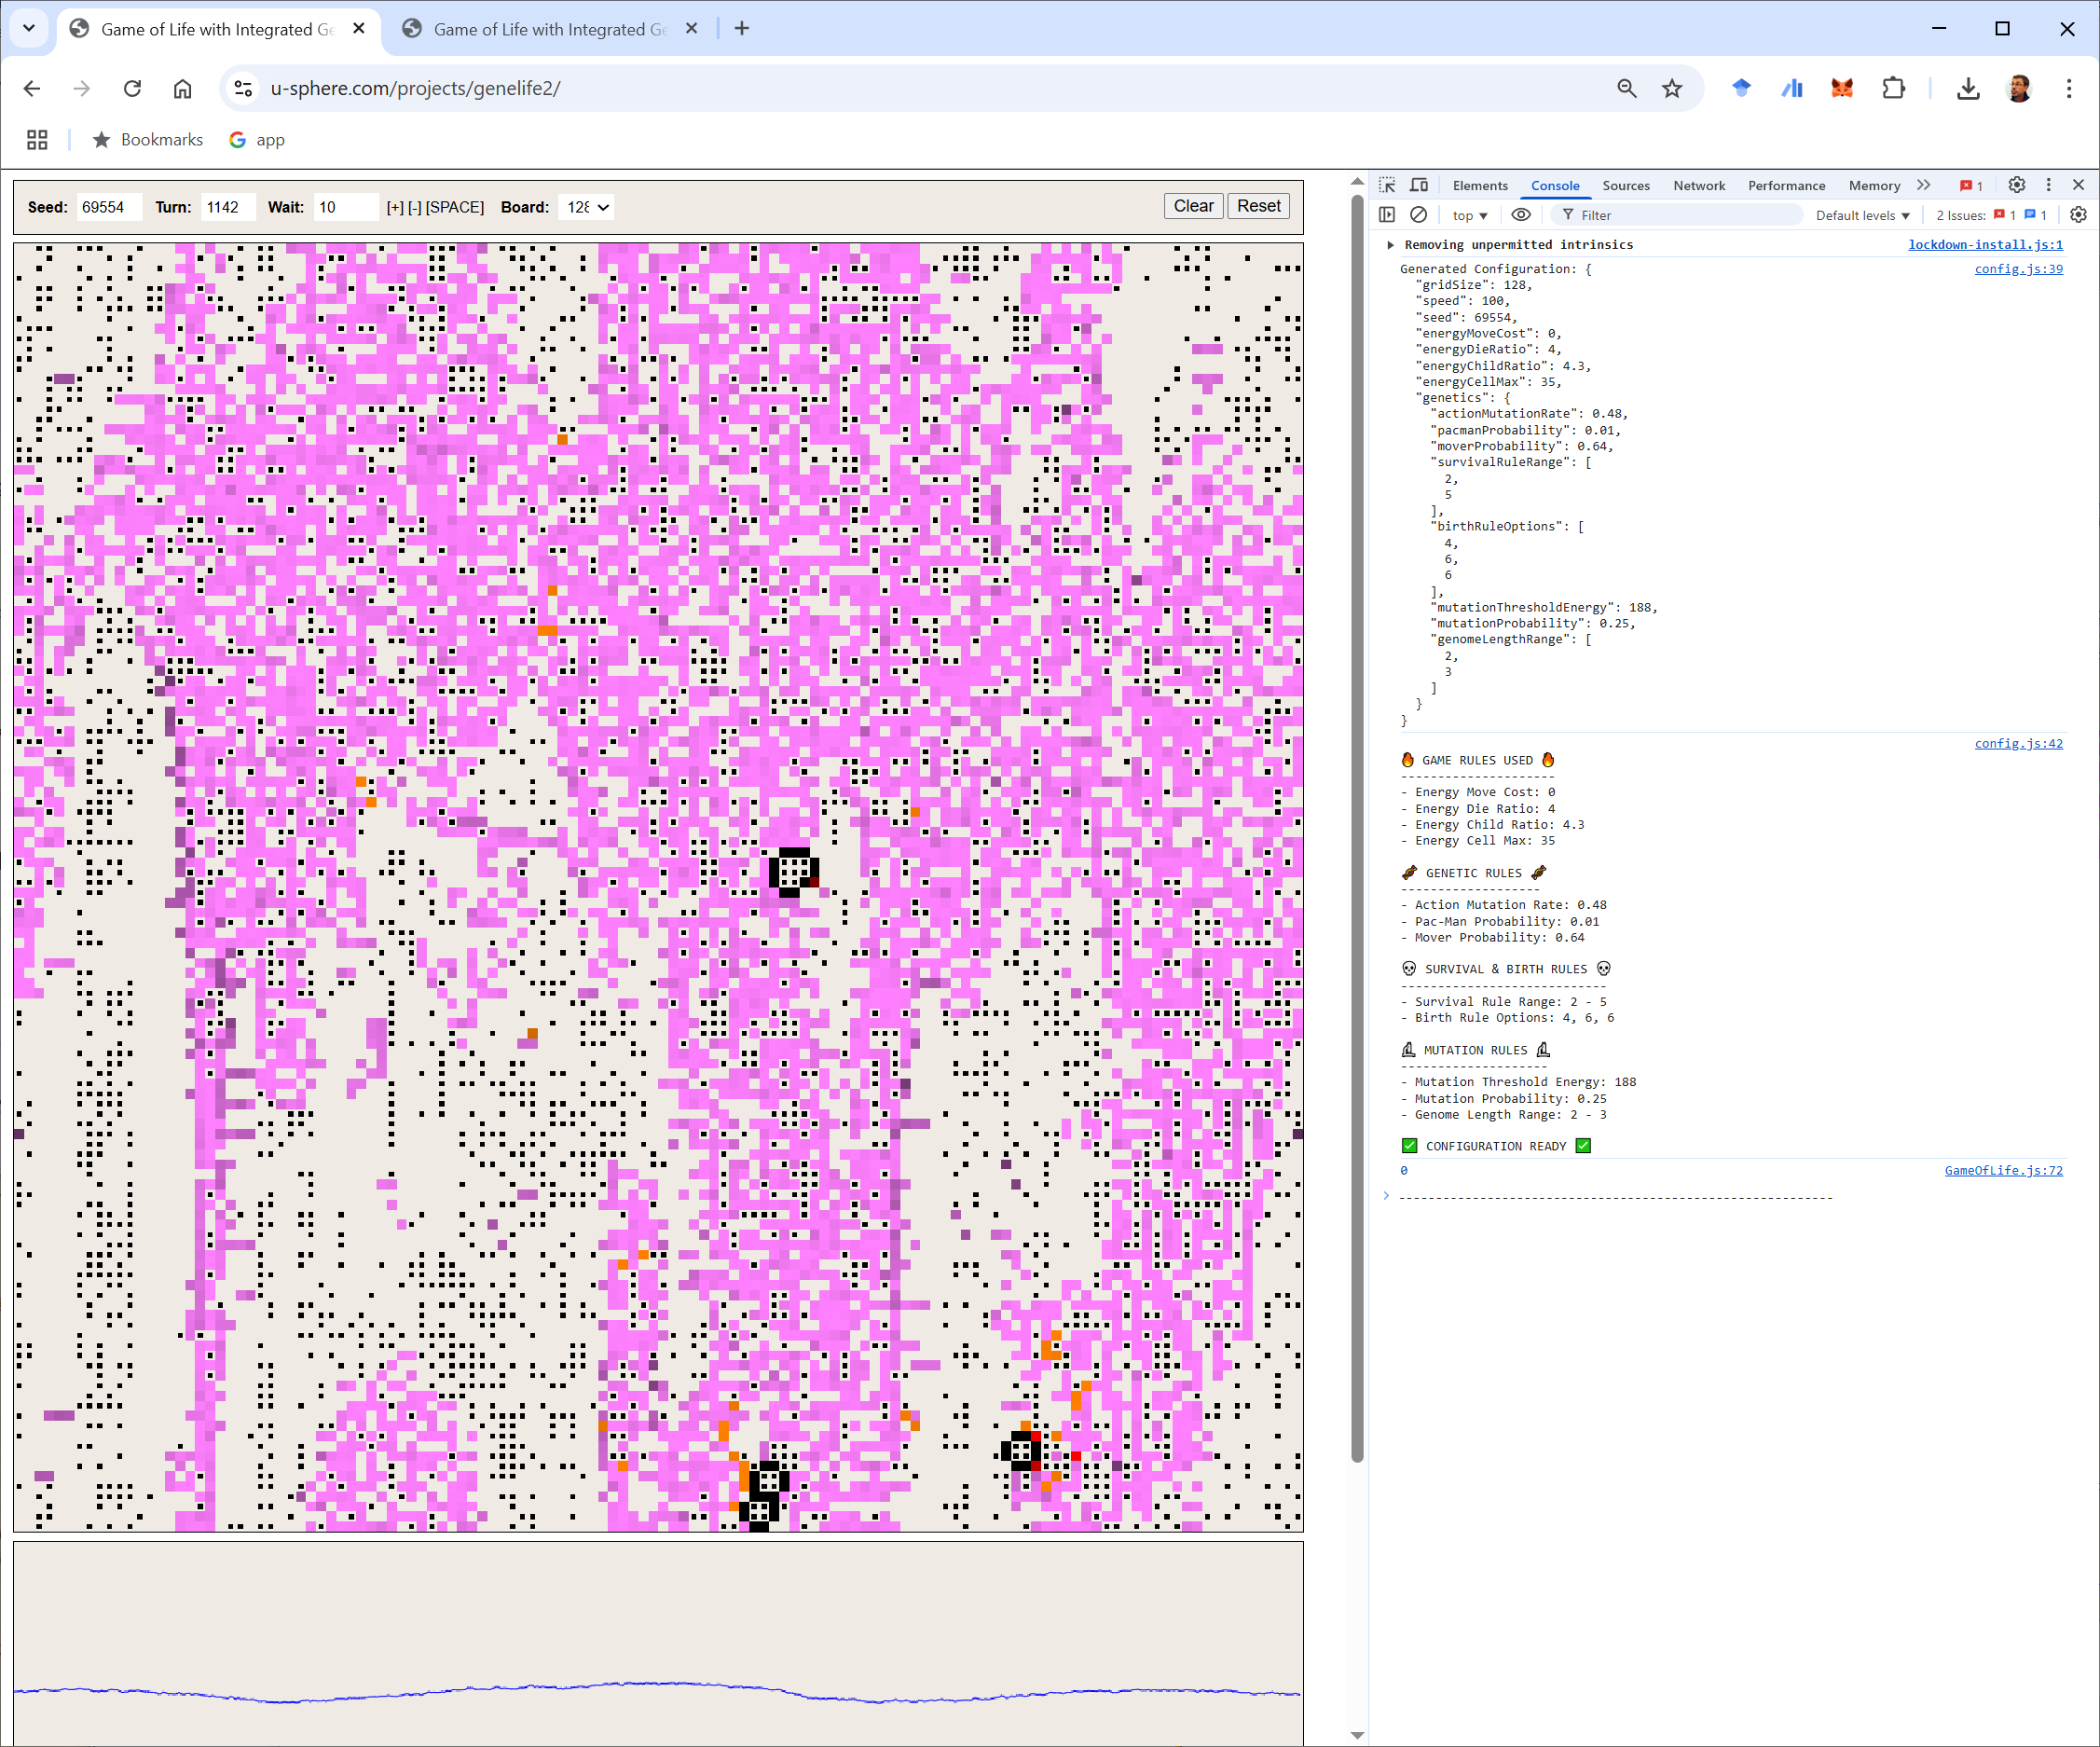 Game of Life with Integrated Ge
Game of Life with Integrated Ge
u-sphere.com/projects/genelife2/
Bookmarks
app
Seed: 69554 Turn: 1142 Wait: 10 [+] [-] [SPACE] Board: 128 Clear Reset
Elements Console Sources Network Performance Memory 1
top Filter Default levels 2 Issues: 1 1
Removing unpermitted intrinsics lockdown-install.js:1
Generated Configuration: { config.js:39
"gridSize": 128,
"speed": 100,
"seed": 69554,
"energyMoveCost": 0,
"energyDieRatio": 4,
"energyChildRatio": 4.3,
"energyCellMax": 35,
"genetics": {
"actionMutationRate": 0.48,
"pacmanProbability": 0.01,
"moverProbability": 0.64,
"survivalRuleRange": [
2,
5
],
"birthRuleOptions": [
4,
6,
6
],
"mutationThresholdEnergy": 188,
"mutationProbability": 0.25,
"genomeLengthRange": [
2,
3
]
}
}
config.js:42
🔥 GAME RULES USED 🔥
---------------------
- Energy Move Cost: 0
- Energy Die Ratio: 4
- Energy Child Ratio: 4.3
- Energy Cell Max: 35
GENETIC RULES
-------------------
- Action Mutation Rate: 0.48
- Pac-Man Probability: 0.01
- Mover Probability: 0.64
💀 SURVIVAL & BIRTH RULES 💀
----------------------------
- Survival Rule Range: 2 - 5
- Birth Rule Options: 4, 6, 6
MUTATION RULES
--------------------
- Mutation Threshold Energy: 188
- Mutation Probability: 0.25
- Genome Length Range: 2 - 3
✅ CONFIGURATION READY ✅
0 GameOfLife.js:72
> -----------------------------------------------------------